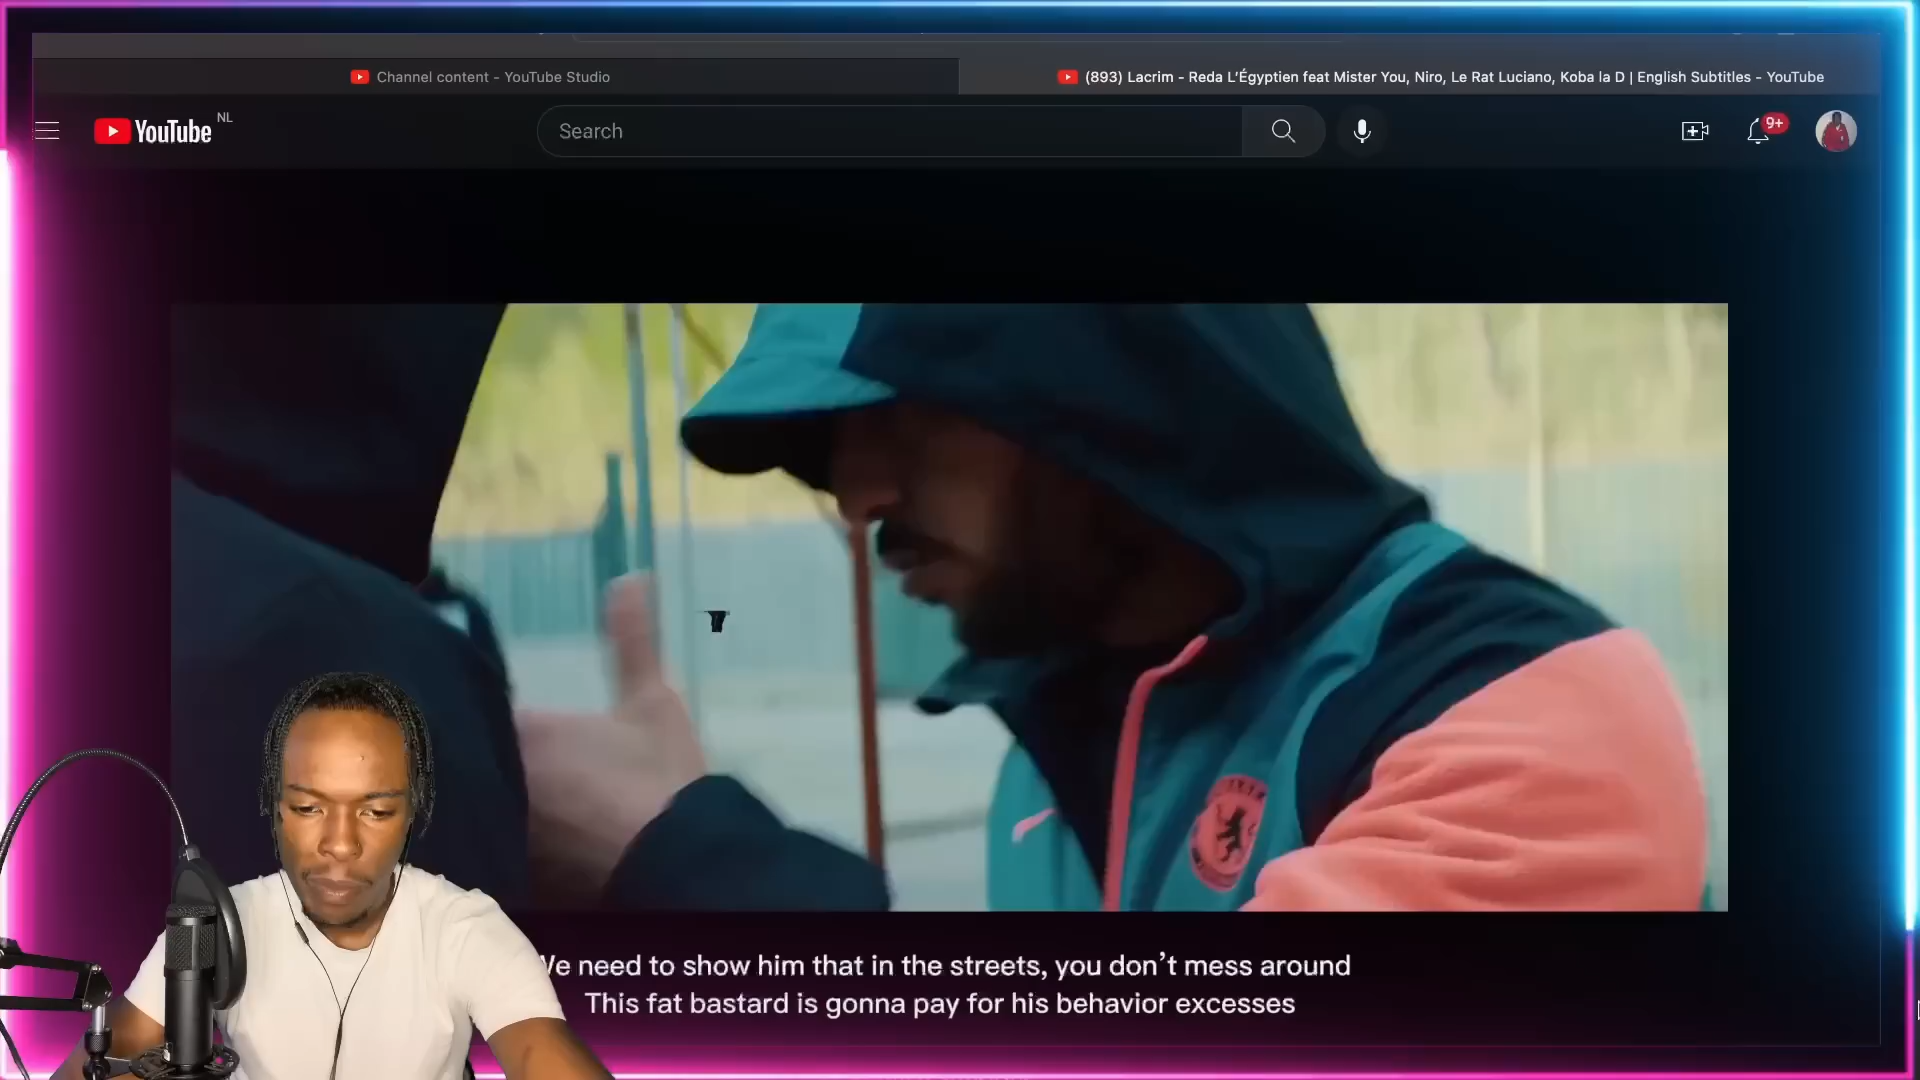 Channel content - YouTube Studio
(893) Lacrim - Reda L’Égyptien feat Mister You, Niro, Le Rat Luciano, Koba la D | English Subtitles - YouTube
YouTube NL
Search
9+
We need to show him that in the streets, you don’t mess around
This fat bastard is gonna pay for his behavior excesses